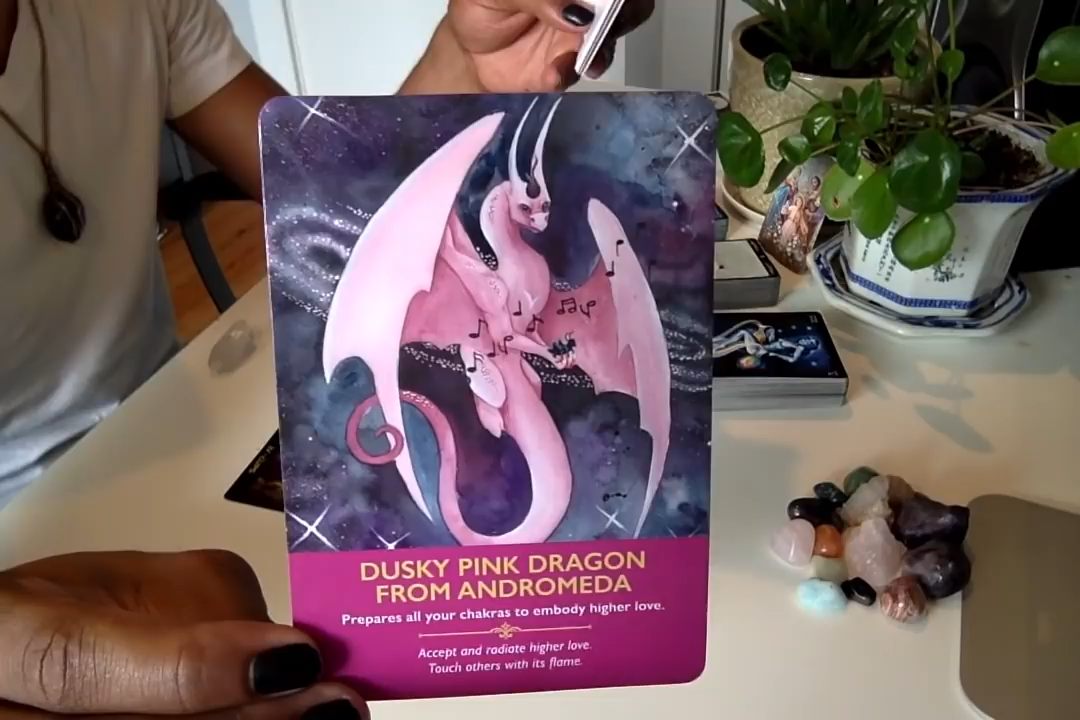 DUSKY PINK DRAGON
FROM ANDROMEDA
Prepares all your chakras to embody higher love.
Accept and radiate higher love.
Touch others with its flame.